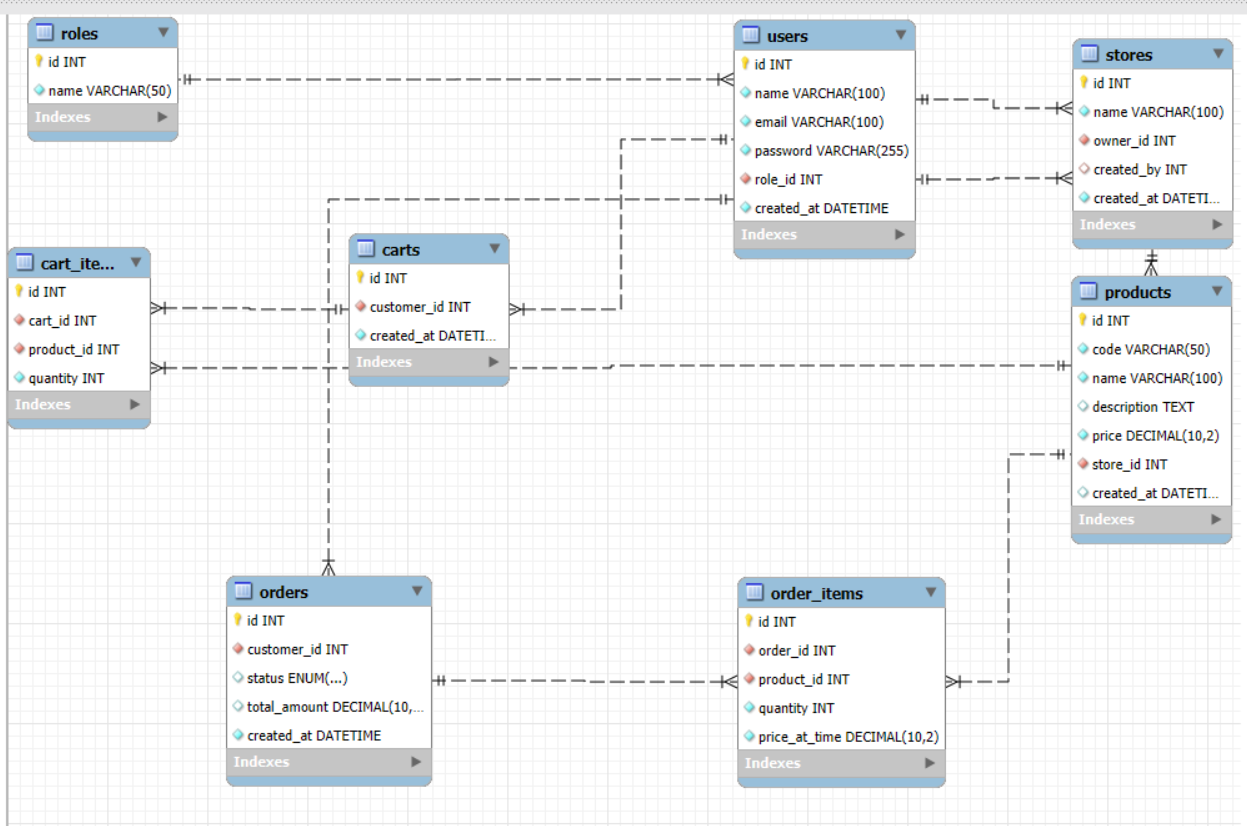 roles
id INT
name VARCHAR(50)
Indexes
users
id INT
name VARCHAR(100)
email VARCHAR(100)
password VARCHAR(255)
role_id INT
created_at DATETIME
Indexes
stores
id INT
name VARCHAR(100)
owner_id INT
created_by INT
created_at DATETI...
Indexes
cart_ite...
id INT
cart_id INT
product_id INT
quantity INT
Indexes
carts
id INT
customer_id INT
created_at DATETI...
Indexes
products
id INT
code VARCHAR(50)
name VARCHAR(100)
description TEXT
price DECIMAL(10,2)
store_id INT
created_at DATETI...
Indexes
orders
id INT
customer_id INT
status ENUM(...)
total_amount DECIMAL(10,...
created_at DATETIME
Indexes
order_items
id INT
order_id INT
product_id INT
quantity INT
price_at_time DECIMAL(10,2)
Indexes